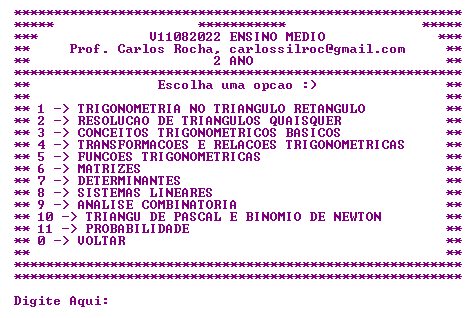 *********************************************************
*****                  ***********                  *****
***              V11082022 ENSINO MEDIO               ***
**     Prof. Carlos Rocha, carlossilroc@gmail.com     **
**                       2 ANO                        **
*********************************************************
**                Escolha uma opcao :)                **
**                                                    **
** 1 -> TRIGONOMETRIA NO TRIANGULO RETANGULO          **
** 2 -> RESOLUCAO DE TRIANGULOS QUAISQUER             **
** 3 -> CONCEITOS TRIGONOMETRICOS BASICOS             **
** 4 -> TRANSFORMACOES E RELACOES TRIGONOMETRICAS     **
** 5 -> FUNCOES TRIGONOMETRICAS                       **
** 6 -> MATRIZES                                      **
** 7 -> DETERMINANTES                                 **
** 8 -> SISTEMAS LINEARES                             **
** 9 -> ANALISE COMBINATORIA                          **
** 10 -> TRIANGU DE PASCAL E BINOMIO DE NEWTON        **
** 11 -> PROBABILIDADE                                **
** 0 -> VOLTAR                                        **
**                                                    **
*********************************************************
*********************************************************
Digite Aqui: